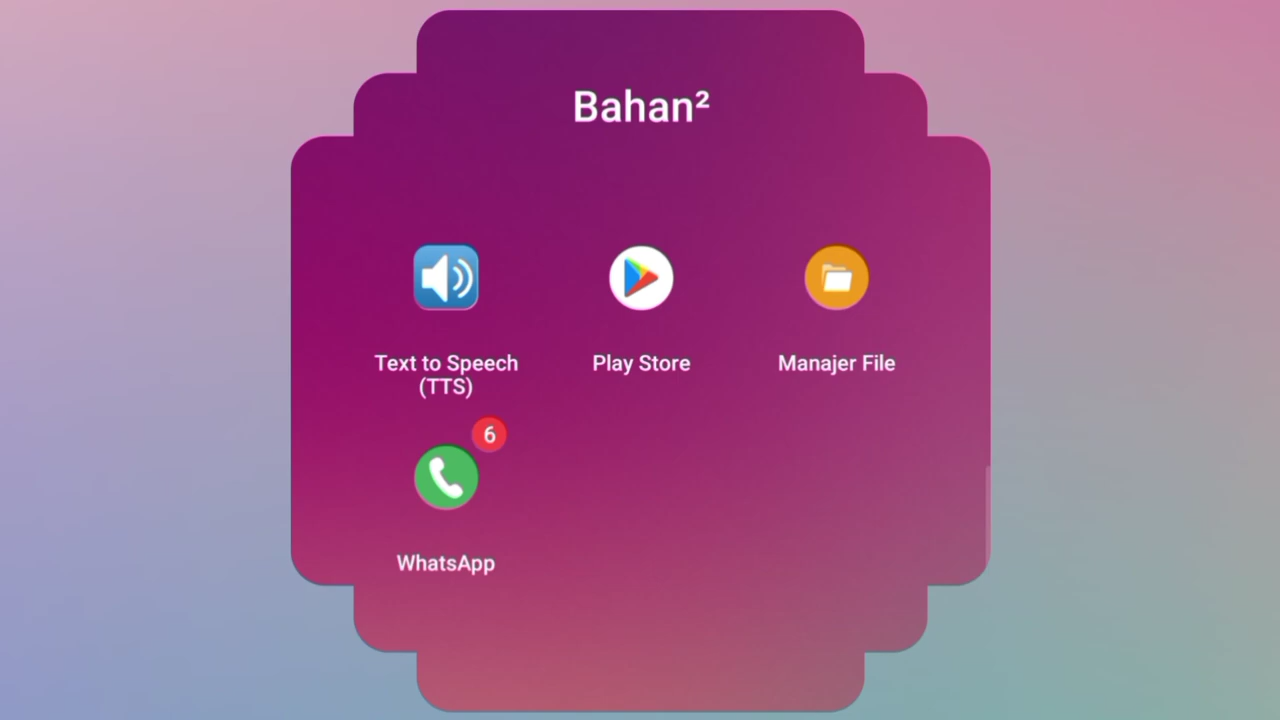 Bahan²
Text to Speech
(TTS)
Play Store
Manajer File
6
WhatsApp